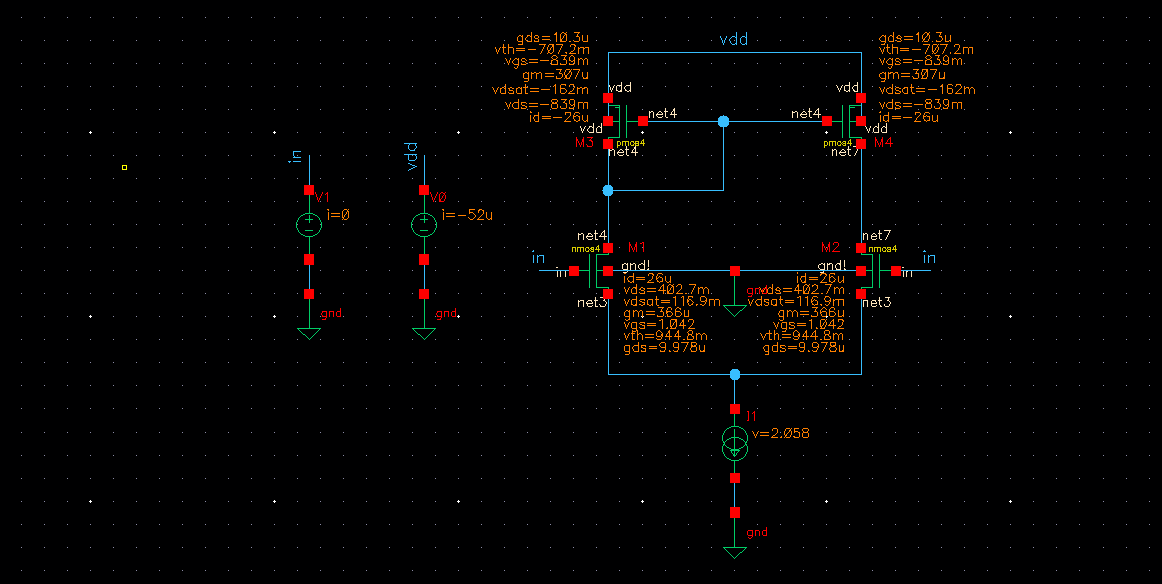 vdd
gds=10.3u
vth=-707.2m
vgs=-839m
gm=307u
vdsat=-162m
vds=-839m
id=-26u
gds=10.3u
vth=-707.2m
vgs=-839m
gm=307u
vdsat=-162m
vds=-839m
id=-26u
vdd
vdd
net4
net4
vdd
vdd
M3
pmos4
pmos4
M4
net4
net7
in
vdd
V1
V0
i=0
i=-52u
net4
net7
nmos4
M1
M2
nmos4
in
in
gnd!
gnd!
in
in
id=26u
vds=402.7m
vdsat=116.9m
gm=366u
vgs=1.042
vth=944.8m
gds=9.978u
id=26u
vds=402.7m
vdsat=116.9m
gm=366u
vgs=1.042
vth=944.8m
gds=9.978u
net3
net3
gnd
gnd
I1
v=2.058
gnd